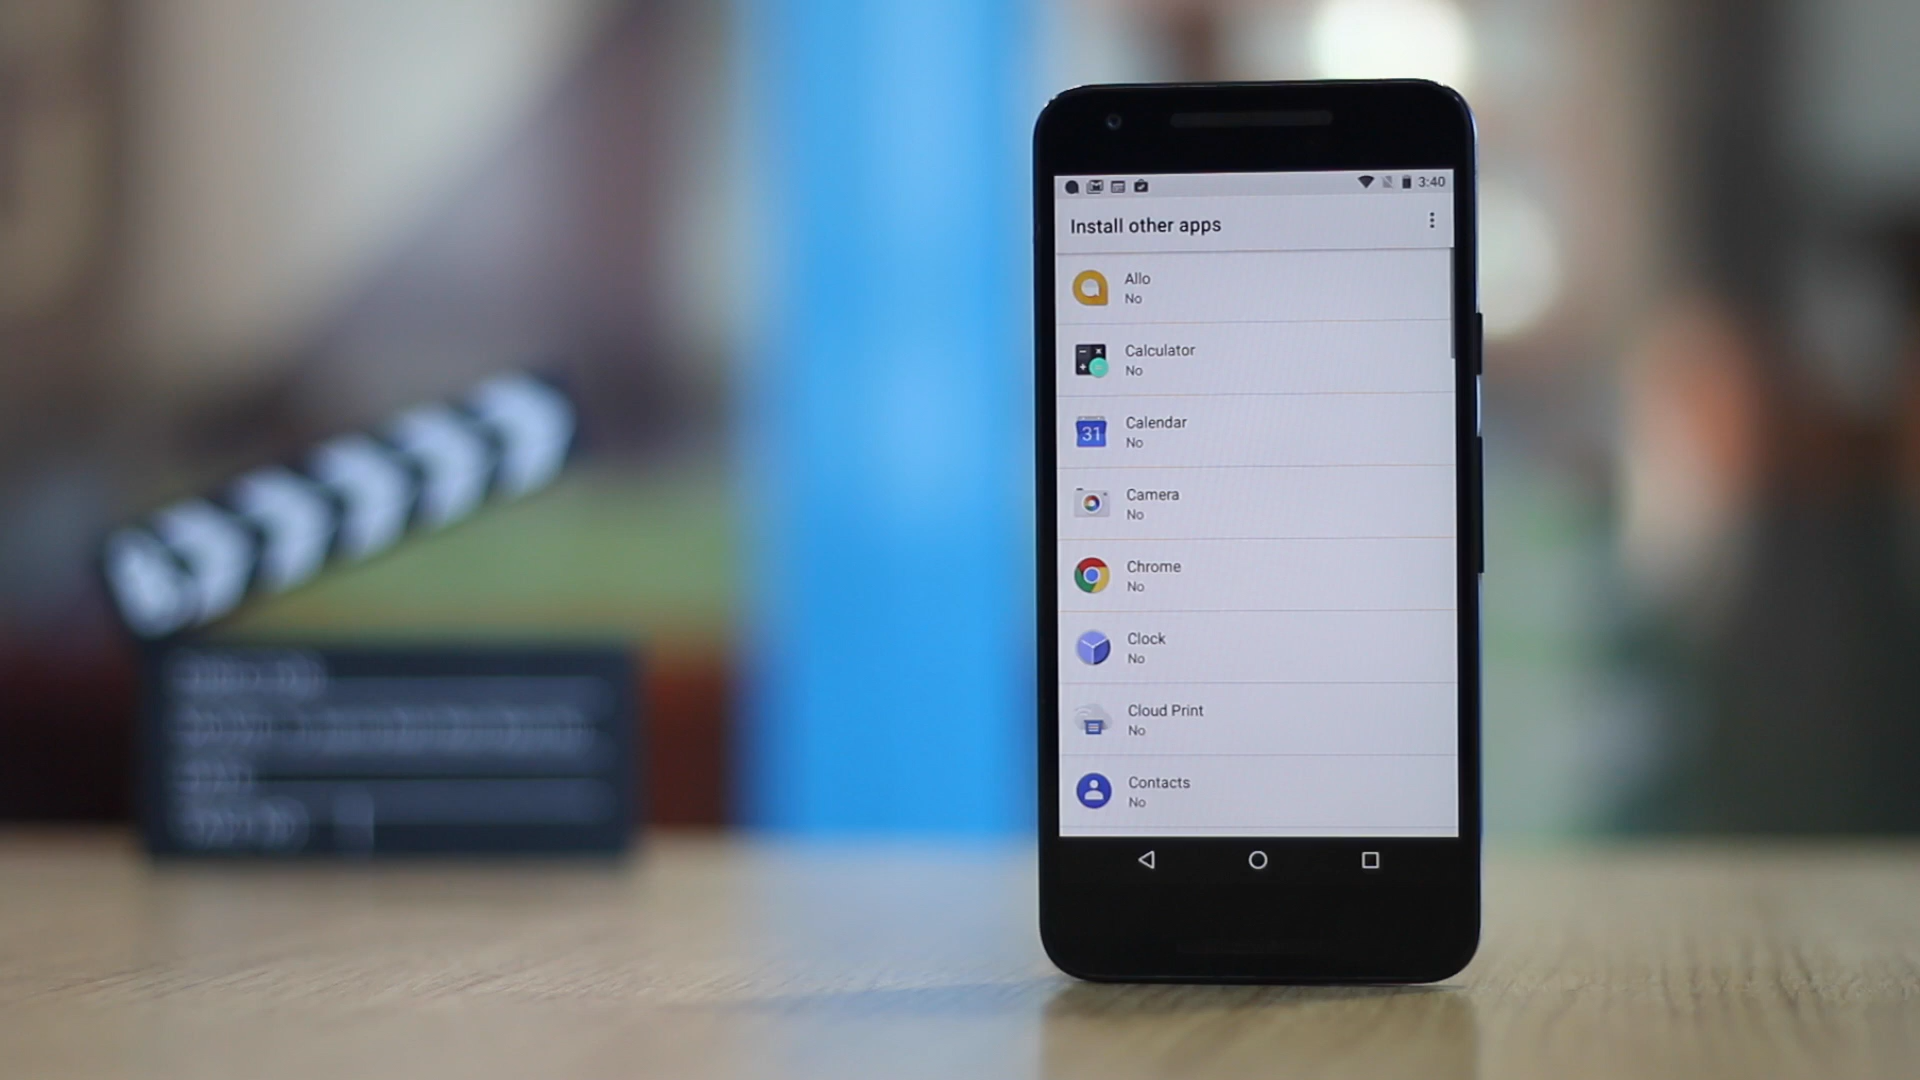 3:40
Install other apps
Allo
No
Calculator
No
31
Calendar
No
Camera
No
Chrome
No
Clock
No
Cloud Print
No
Contacts
No